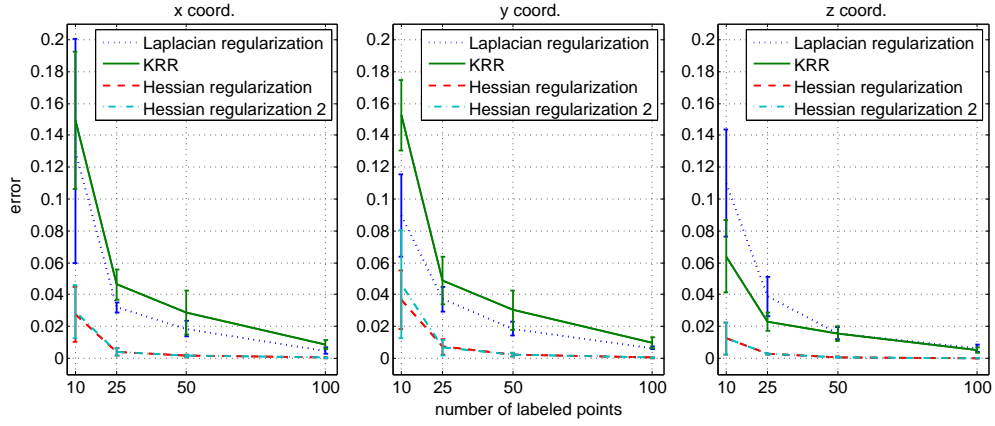 x coord.
y coord.
z coord.
0.2
0.18
0.16
0.14
0.12
0.1
0.08
0.06
0.04
0.02
0
error
Laplacian regularization
KRR
Hessian regularization
Hessian regularization 2
10
25
50
100
0.2
0.18
0.16
0.14
0.12
0.1
0.08
0.06
0.04
0.02
0
Laplacian regularization
KRR
Hessian regularization
Hessian regularization 2
10
25
50
100
0.2
0.18
0.16
0.14
0.12
0.1
0.08
0.06
0.04
0.02
0
Laplacian regularization
KRR
Hessian regularization
Hessian regularization 2
10
25
50
100
number of labeled points